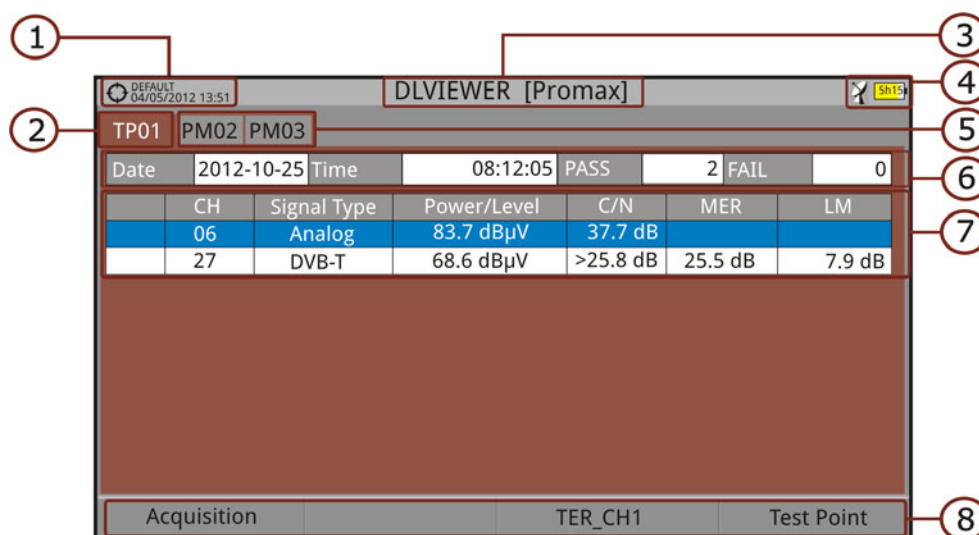 1
3
DEFAULT
04/05/2012 13:51
DLVIEWER [Promax]
5h15
4
2
TP01 PM02 PM03
5
Date 2012-10-25 Time 08:12:05 PASS 2 FAIL 0
6
CH Signal Type Power/Level C/N MER LM
7
06 Analog 83.7 dBµV 37.7 dB
27 DVB-T 68.6 dBµV >25.8 dB 25.5 dB 7.9 dB
Acquisition TER_CH1 Test Point
8